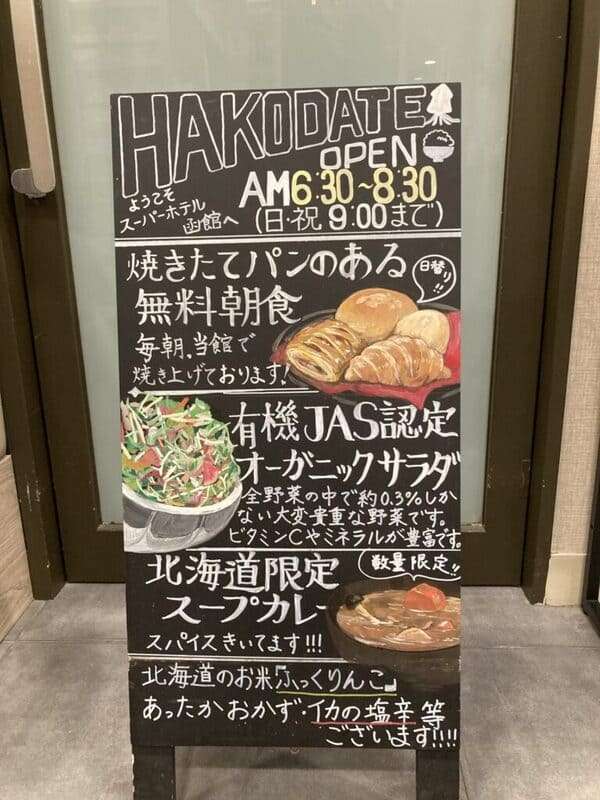 HAKODATE
OPEN
ようこそ
スーパーホテル
函館へ
AM6:30~8:30
(日・祝 9:00まで)
焼きたてパンのある
無料朝食
日替り!!
毎朝、当館で
焼き上げております!
有機JAS認定
オーガニックサラダ
全野菜の中で約0.3%しか
ない大変貴重な野菜です。
ビタミンCやミネラルが豊富です。
北海道限定
スープカレー
数量限定!!
スパイスきいてます!!!
北海道のお米『ふっくりんこ』
あったかおかず・イカの塩辛 等
ございます!!!!